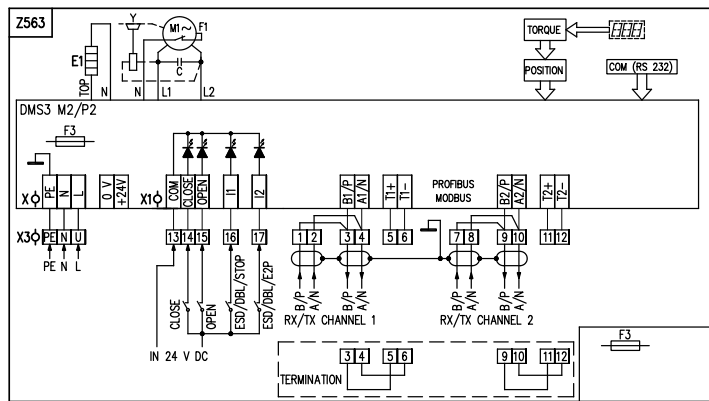 Z563
Y
M1~
F1
E1
C
TOP
N
N
L1
L2
TORQUE
POSITION
COM (RS 232)
DMS3 M2/P2
F3
X
PE
N
L
0 V
+24V
X1
COM
CLOSE
OPEN
I1
I2
B1/P
A1/N
T1+
T1-
PROFIBUS
MODBUS
B2/P
A2/N
T2+
T2-
X3
PE
N
U
13
14
15
16
17
1
2
3
4
5
6
7
8
9
10
11
12
PE N L
CLOSE
OPEN
ESD/DBL/STOP
ESD/DBL/E2P
B/P
A/N
B/P
A/N
B/P
A/N
B/P
A/N
RX/TX CHANNEL 1
RX/TX CHANNEL 2
IN 24 V DC
TERMINATION
3 4 5 6
9 10 11 12
F3